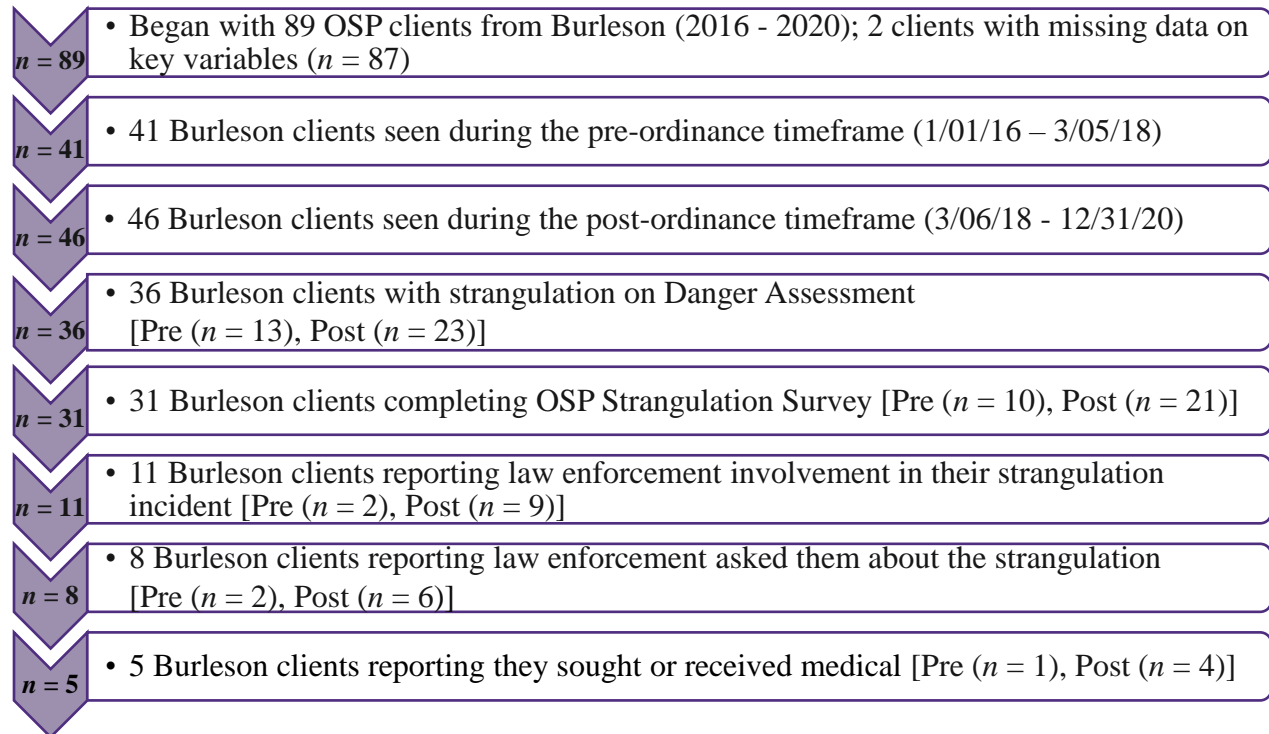 n = 89
• Began with 89 OSP clients from Burleson (2016 - 2020); 2 clients with missing data on
key variables (n = 87)
n = 41
• 41 Burleson clients seen during the pre-ordinance timeframe (1/01/16 – 3/05/18)
n = 46
• 46 Burleson clients seen during the post-ordinance timeframe (3/06/18 - 12/31/20)
n = 36
• 36 Burleson clients with strangulation on Danger Assessment
[Pre (n = 13), Post (n = 23)]
n = 31
• 31 Burleson clients completing OSP Strangulation Survey [Pre (n = 10), Post (n = 21)]
n = 11
• 11 Burleson clients reporting law enforcement involvement in their strangulation
incident [Pre (n = 2), Post (n = 9)]
n = 8
• 8 Burleson clients reporting law enforcement asked them about the strangulation
[Pre (n = 2), Post (n = 6)]
n = 5
• 5 Burleson clients reporting they sought or received medical [Pre (n = 1), Post (n = 4)]